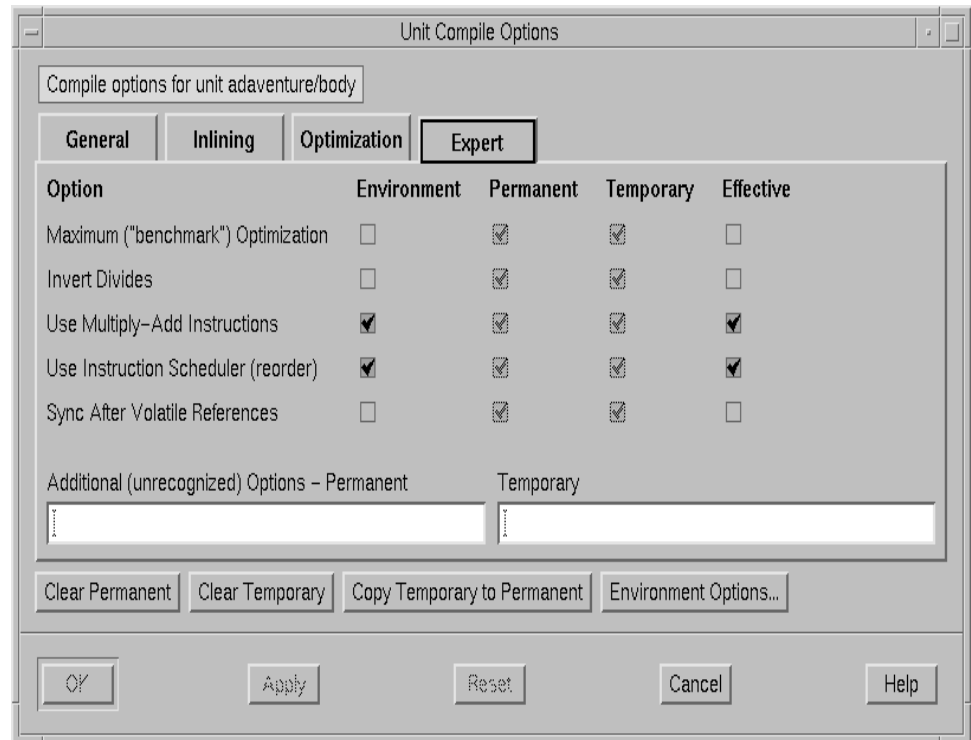 Unit Compile Options
Compile options for unit adaventure/body
General Inlining Optimization Expert
Option Environment Permanent Temporary Effective
Maximum ("benchmark") Optimization
Invert Divides
Use Multiply-Add Instructions
Use Instruction Scheduler (reorder)
Sync After Volatile References
Additional (unrecognized) Options - Permanent Temporary
Clear Permanent Clear Temporary Copy Temporary to Permanent Environment Options...
OK Apply Reset Cancel Help